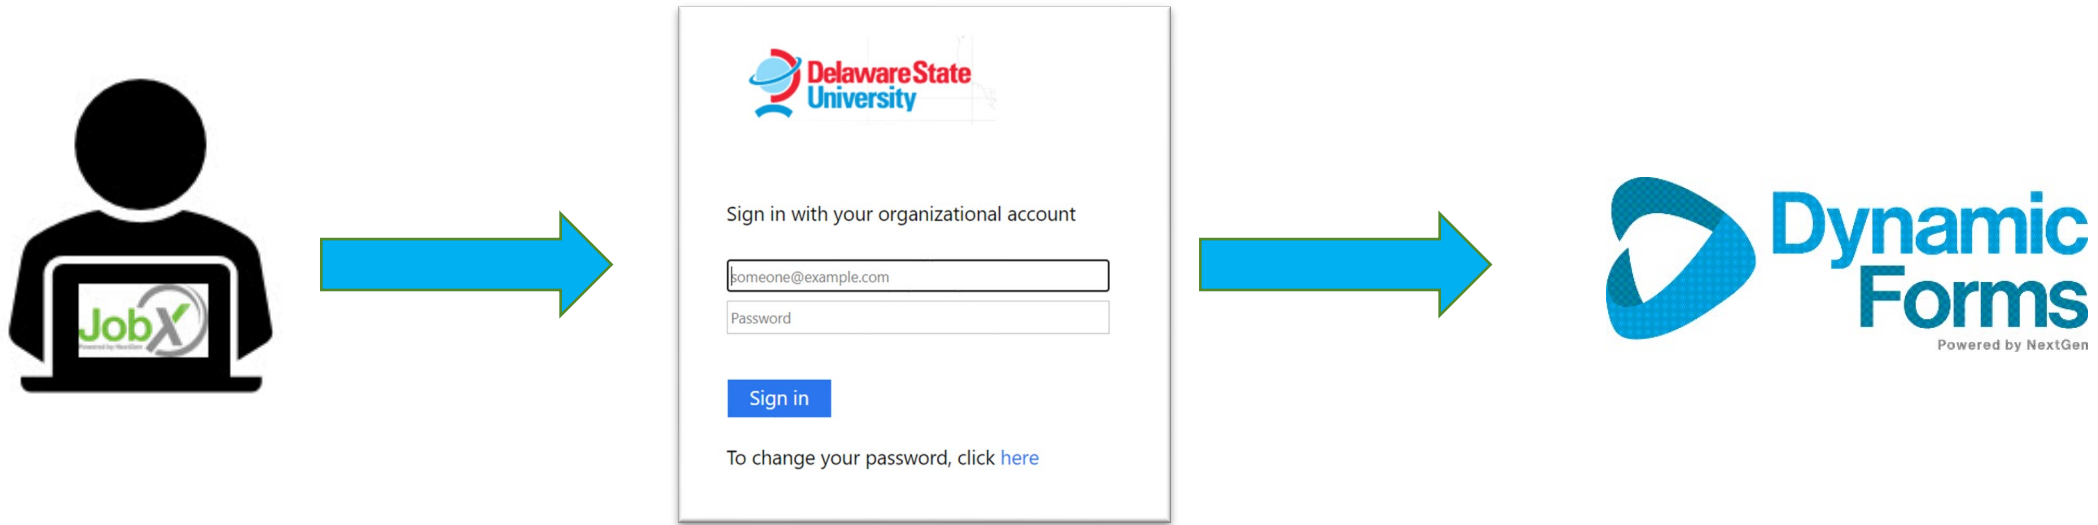 JobX
Powered by NextGen
Delaware State
University
Sign in with your organizational account
someone@example.com
Password
Sign in
To change your password, click here
Dynamic
Forms
Powered by NextGen